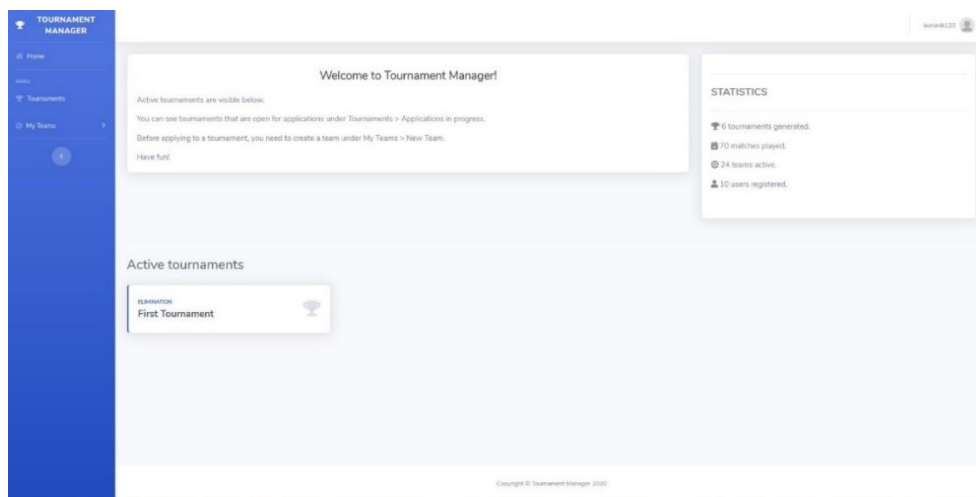 TOURNAMENT
MANAGER
Home
MENU
Tournaments
My Teams
Welcome to Tournament Manager!
Active tournaments are visible below.
You can see tournaments that are open for applications under Tournaments > Applications in progress.
Before applying to a tournament, you need to create a team under My Teams > New Team.
Have fun!
STATISTICS
6 tournaments generated.
70 matches played.
24 teams active.
10 users registered.
Active tournaments
ELIMINATION
First Tournament
Copyright © Tournament Manager 2020